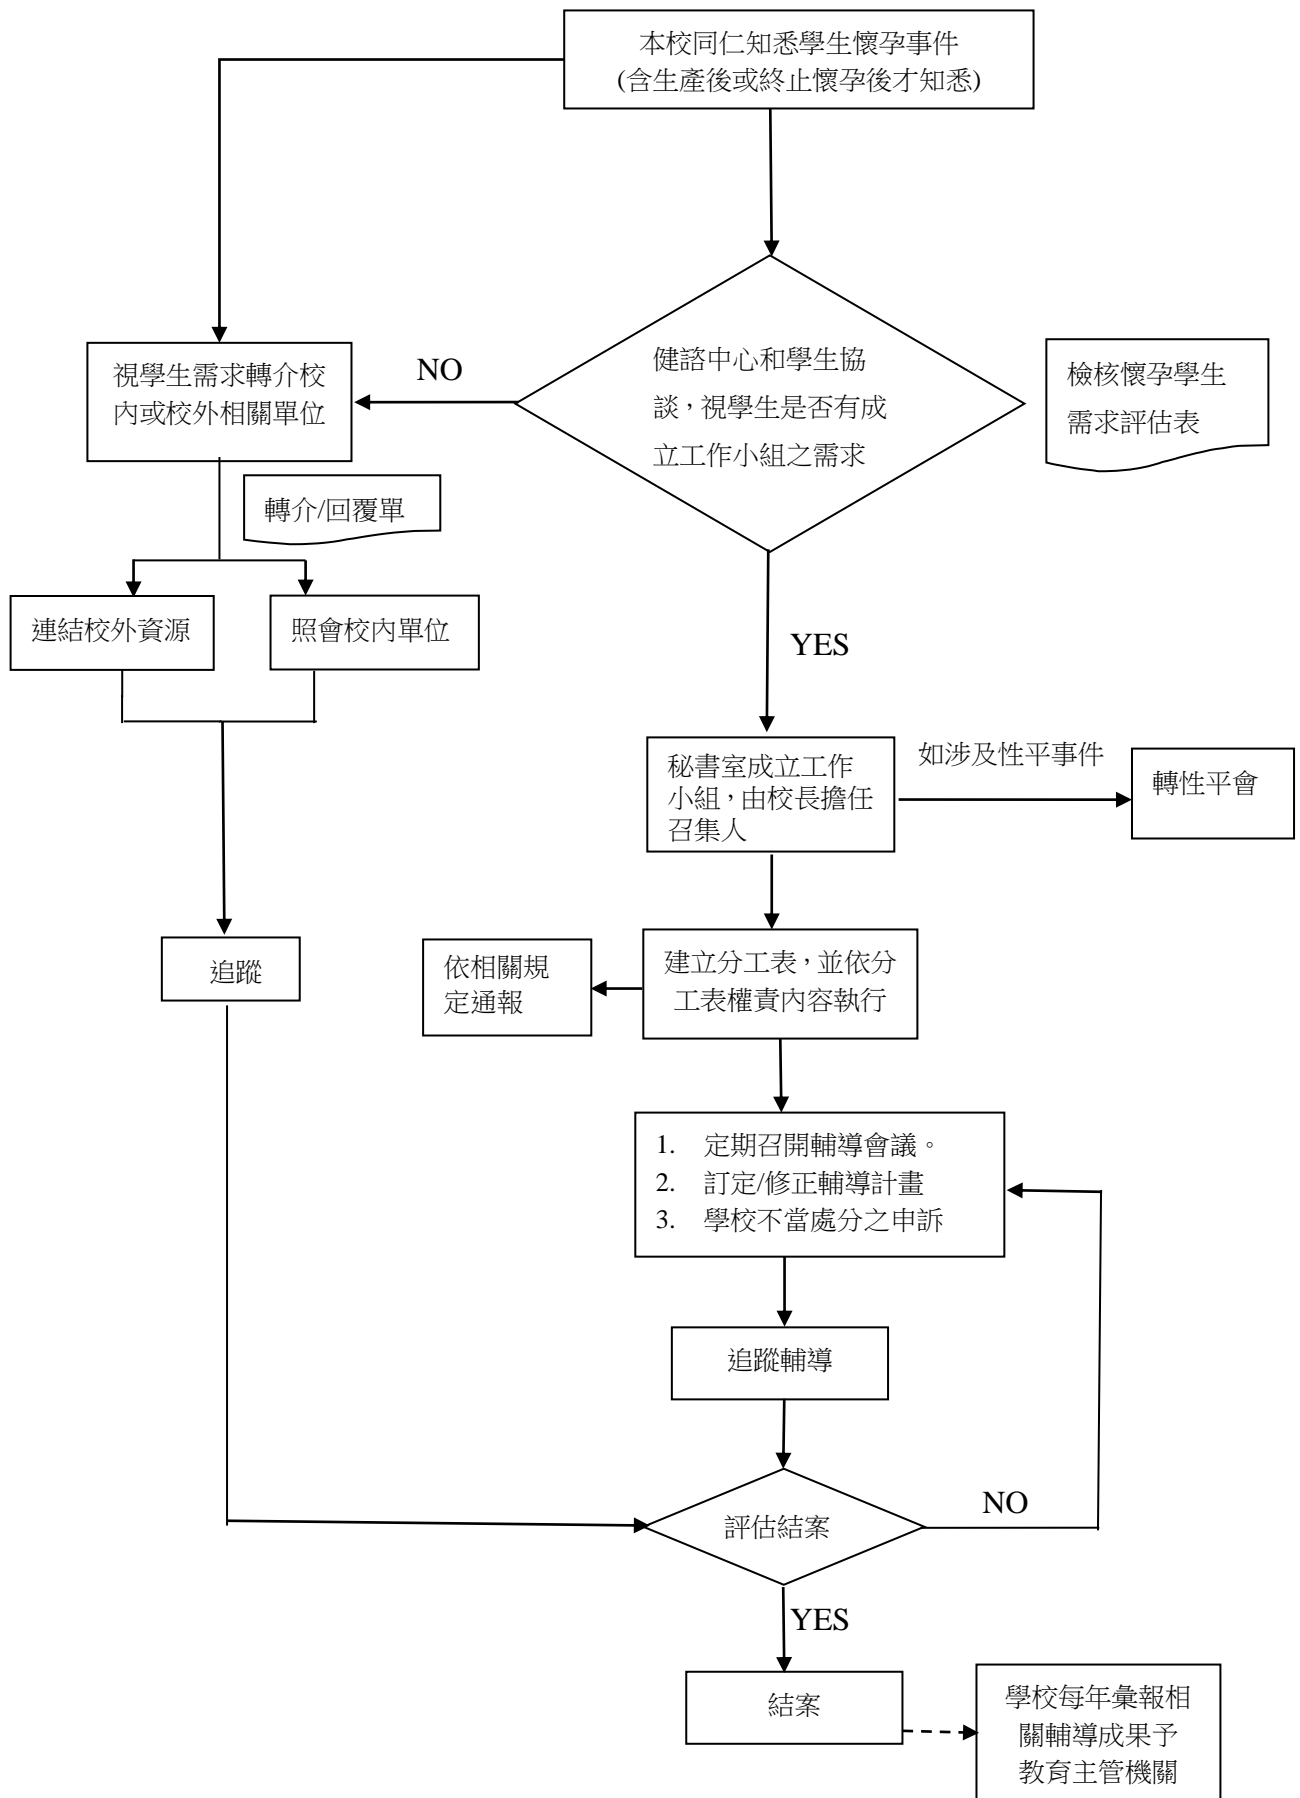 本校同仁知悉學生懷孕事件
(含生產後或終止懷孕後才知悉)
視學生需求轉介校
內或校外相關單位
NO
健諮中心和學生協
談，視學生是否有成
立工作小組之需求
檢核懷孕學生
需求評估表
轉介/回覆單
連結校外資源
照會校內單位
YES
秘書室成立工作
小組，由校長擔任
召集人
如涉及性平事件
轉性平會
追蹤
依相關規
定通報
建立分工表，並依分
工表權責內容執行
1. 定期召開輔導會議。
2. 訂定/修正輔導計畫
3. 學校不當處分之申訴
追蹤輔導
評估結案
NO
YES
結案
學校每年彙報相
關輔導成果予
教育主管機關